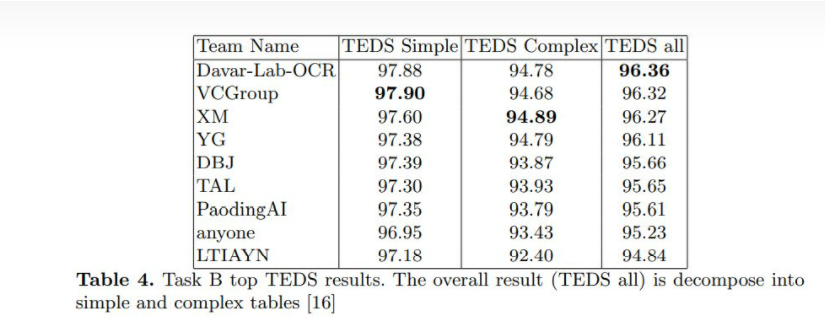 Team Name TEDS Simple TEDS Complex TEDS all
Davar-Lab-OCR 97.88 94.78 96.36
VCGroup 97.90 94.68 96.32
XM 97.60 94.89 96.27
YG 97.38 94.79 96.11
DBJ 97.39 93.87 95.66
TAL 97.30 93.93 95.65
PaodingAI 97.35 93.79 95.61
anyone 96.95 93.43 95.23
LTIAYN 97.18 92.40 94.84
Table 4. Task B top TEDS results. The overall result (TEDS all) is decompose into
simple and complex tables [16]